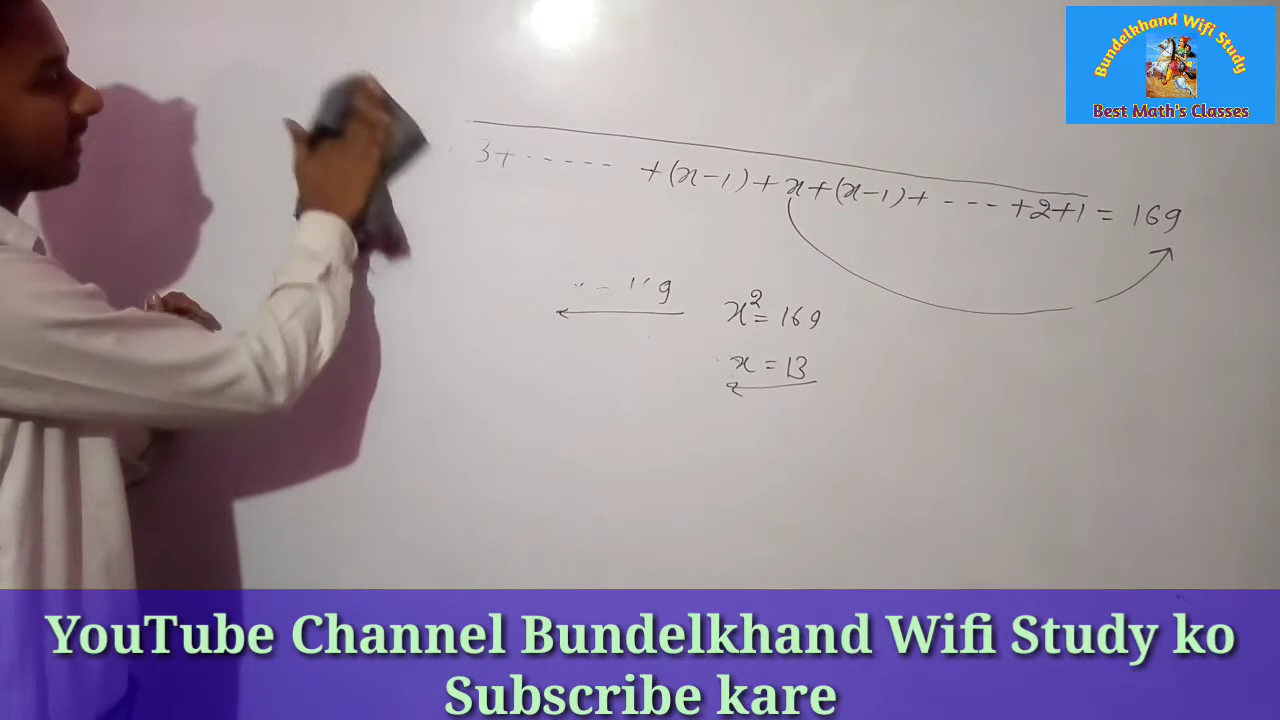 Bundelkhand Wifi Study
Best Math's Classes
3+ ----- +(x-1)+x+(x-1)+ --- +2+1 = 169
x² = 169
x = 13
YouTube Channel Bundelkhand Wifi Study ko
Subscribe kare